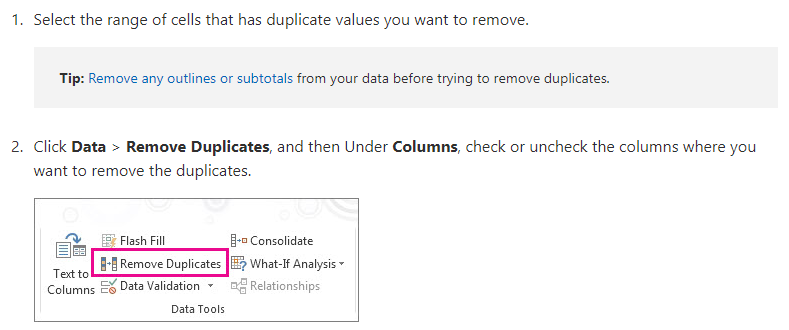 1. Select the range of cells that has duplicate values you want to remove.
Tip: Remove any outlines or subtotals from your data before trying to remove duplicates.
2. Click Data > Remove Duplicates, and then Under Columns, check or uncheck the columns where you
want to remove the duplicates.
Text to
Columns
Flash Fill
Remove Duplicates
Data Validation
Consolidate
What-If Analysis
Relationships
Data Tools